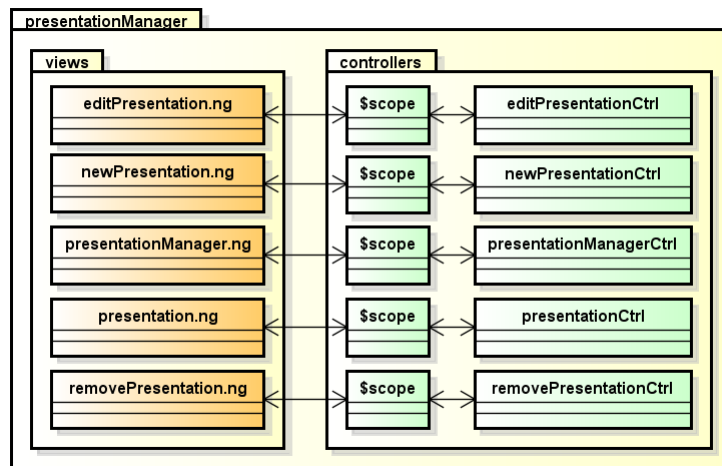 presentationManager
views
controllers
editPresentation.ng
$scope
editPresentationCtrl
newPresentation.ng
$scope
newPresentationCtrl
presentationManager.ng
$scope
presentationManagerCtrl
presentation.ng
$scope
presentationCtrl
removePresentation.ng
$scope
removePresentationCtrl